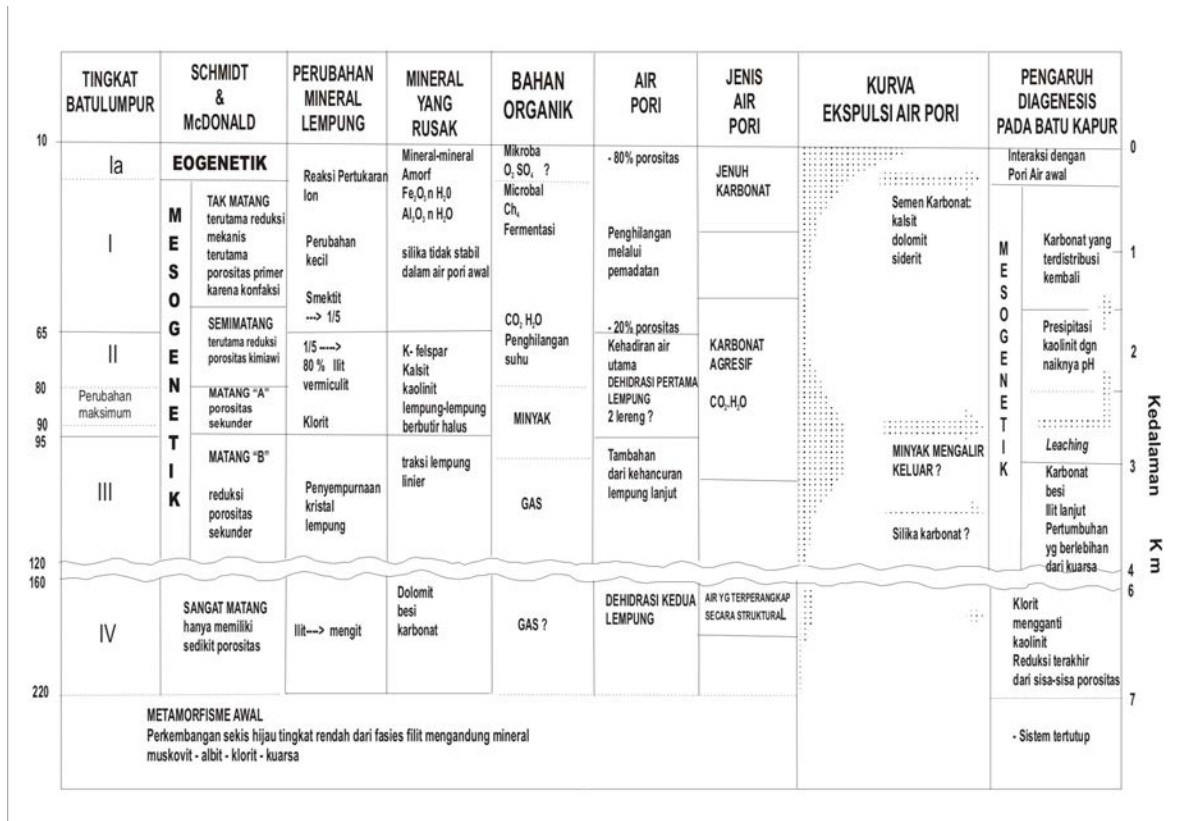 TINGKAT
BATULUMPUR
SCHMIDT
&
McDONALD
PERUBAHAN
MINERAL
LEMPUNG
MINERAL
YANG
RUSAK
BAHAN
ORGANIK
AIR
PORI
JENIS
AIR
PORI
KURVA
EKSPULSI AIR PORI
PENGARUH
DIAGENESIS
PADA BATU KAPUR
10
65
80
90
95
120
160
220
Ia
I
II
Perubahan
maksimum
III
IV
EOGENETIK
MESOGENETIK
TAK MATANG
terutama reduksi
mekanis
terutama
porositas primer
karena konfaksi
SEMIMATANG
terutama reduksi
porositas kimiawi
MATANG "A"
porositas
sekunder
MATANG "B"
reduksi
porositas
sekunder
SANGAT MATANG
hanya memiliki
sedikit porositas
Reaksi Pertukaran
Ion
Perubahan
kecil
Smektit
---> 1/5
1/5 ----->
80 % Ilit
vermiculit
Klorit
Penyempurnaan
kristal
lempung
Ilit---> mengit
Mineral-mineral
Amorf
Fe₂O₃ n H₂0
Al₂O₃ n H₂O
silika tidak stabil
dalam air pori awal
K- felspar
Kalsit
kaolinit
lempung-lempung
berbutir halus
traksi lempung
linier
Dolomit
besi
karbonat
Mikroba
O₂ SO₄ ?
Microbal
Ch₄
Fermentasi
CO₂ H₂O
Penghilangan
suhu
MINYAK
GAS
GAS ?
- 80% porositas
Penghilangan
melalui
pemadatan
- 20% porositas
Kehadiran air
utama
DEHIDRASI PERTAMA
LEMPUNG
2 lereng ?
Tambahan
dari kehancuran
lempung lanjut
DEHIDRASI KEDUA
LEMPUNG
JENUH
KARBONAT
KARBONAT
AGRESIF
CO₂.H₂O
AIR YG TERPERANGKAP
SECARA STRUKTURAL
Semen Karbonat:
kalsit
dolomit
siderit
MINYAK MENGALIR
KELUAR ?
Silika karbonat ?
Interaksi dengan
Pori Air awal
MESOGENETIK
Karbonat yang
terdistribusi
kembali
Presipitasi
kaolinit dgn
naiknya pH
Leaching
Karbonat
besi
Ilit lanjut
Pertumbuhan
yg berlebihan
dari kuarsa
Klorit
mengganti
kaolinit
Reduksi terakhir
dari sisa-sisa porositas
- Sistem tertutup
0
1
2
3
4
6
7
Kedalaman Km
METAMORFISME AWAL
Perkembangan sekis hijau tingkat rendah dari fasies filit mengandung mineral
muskovit - albit - klorit - kuarsa